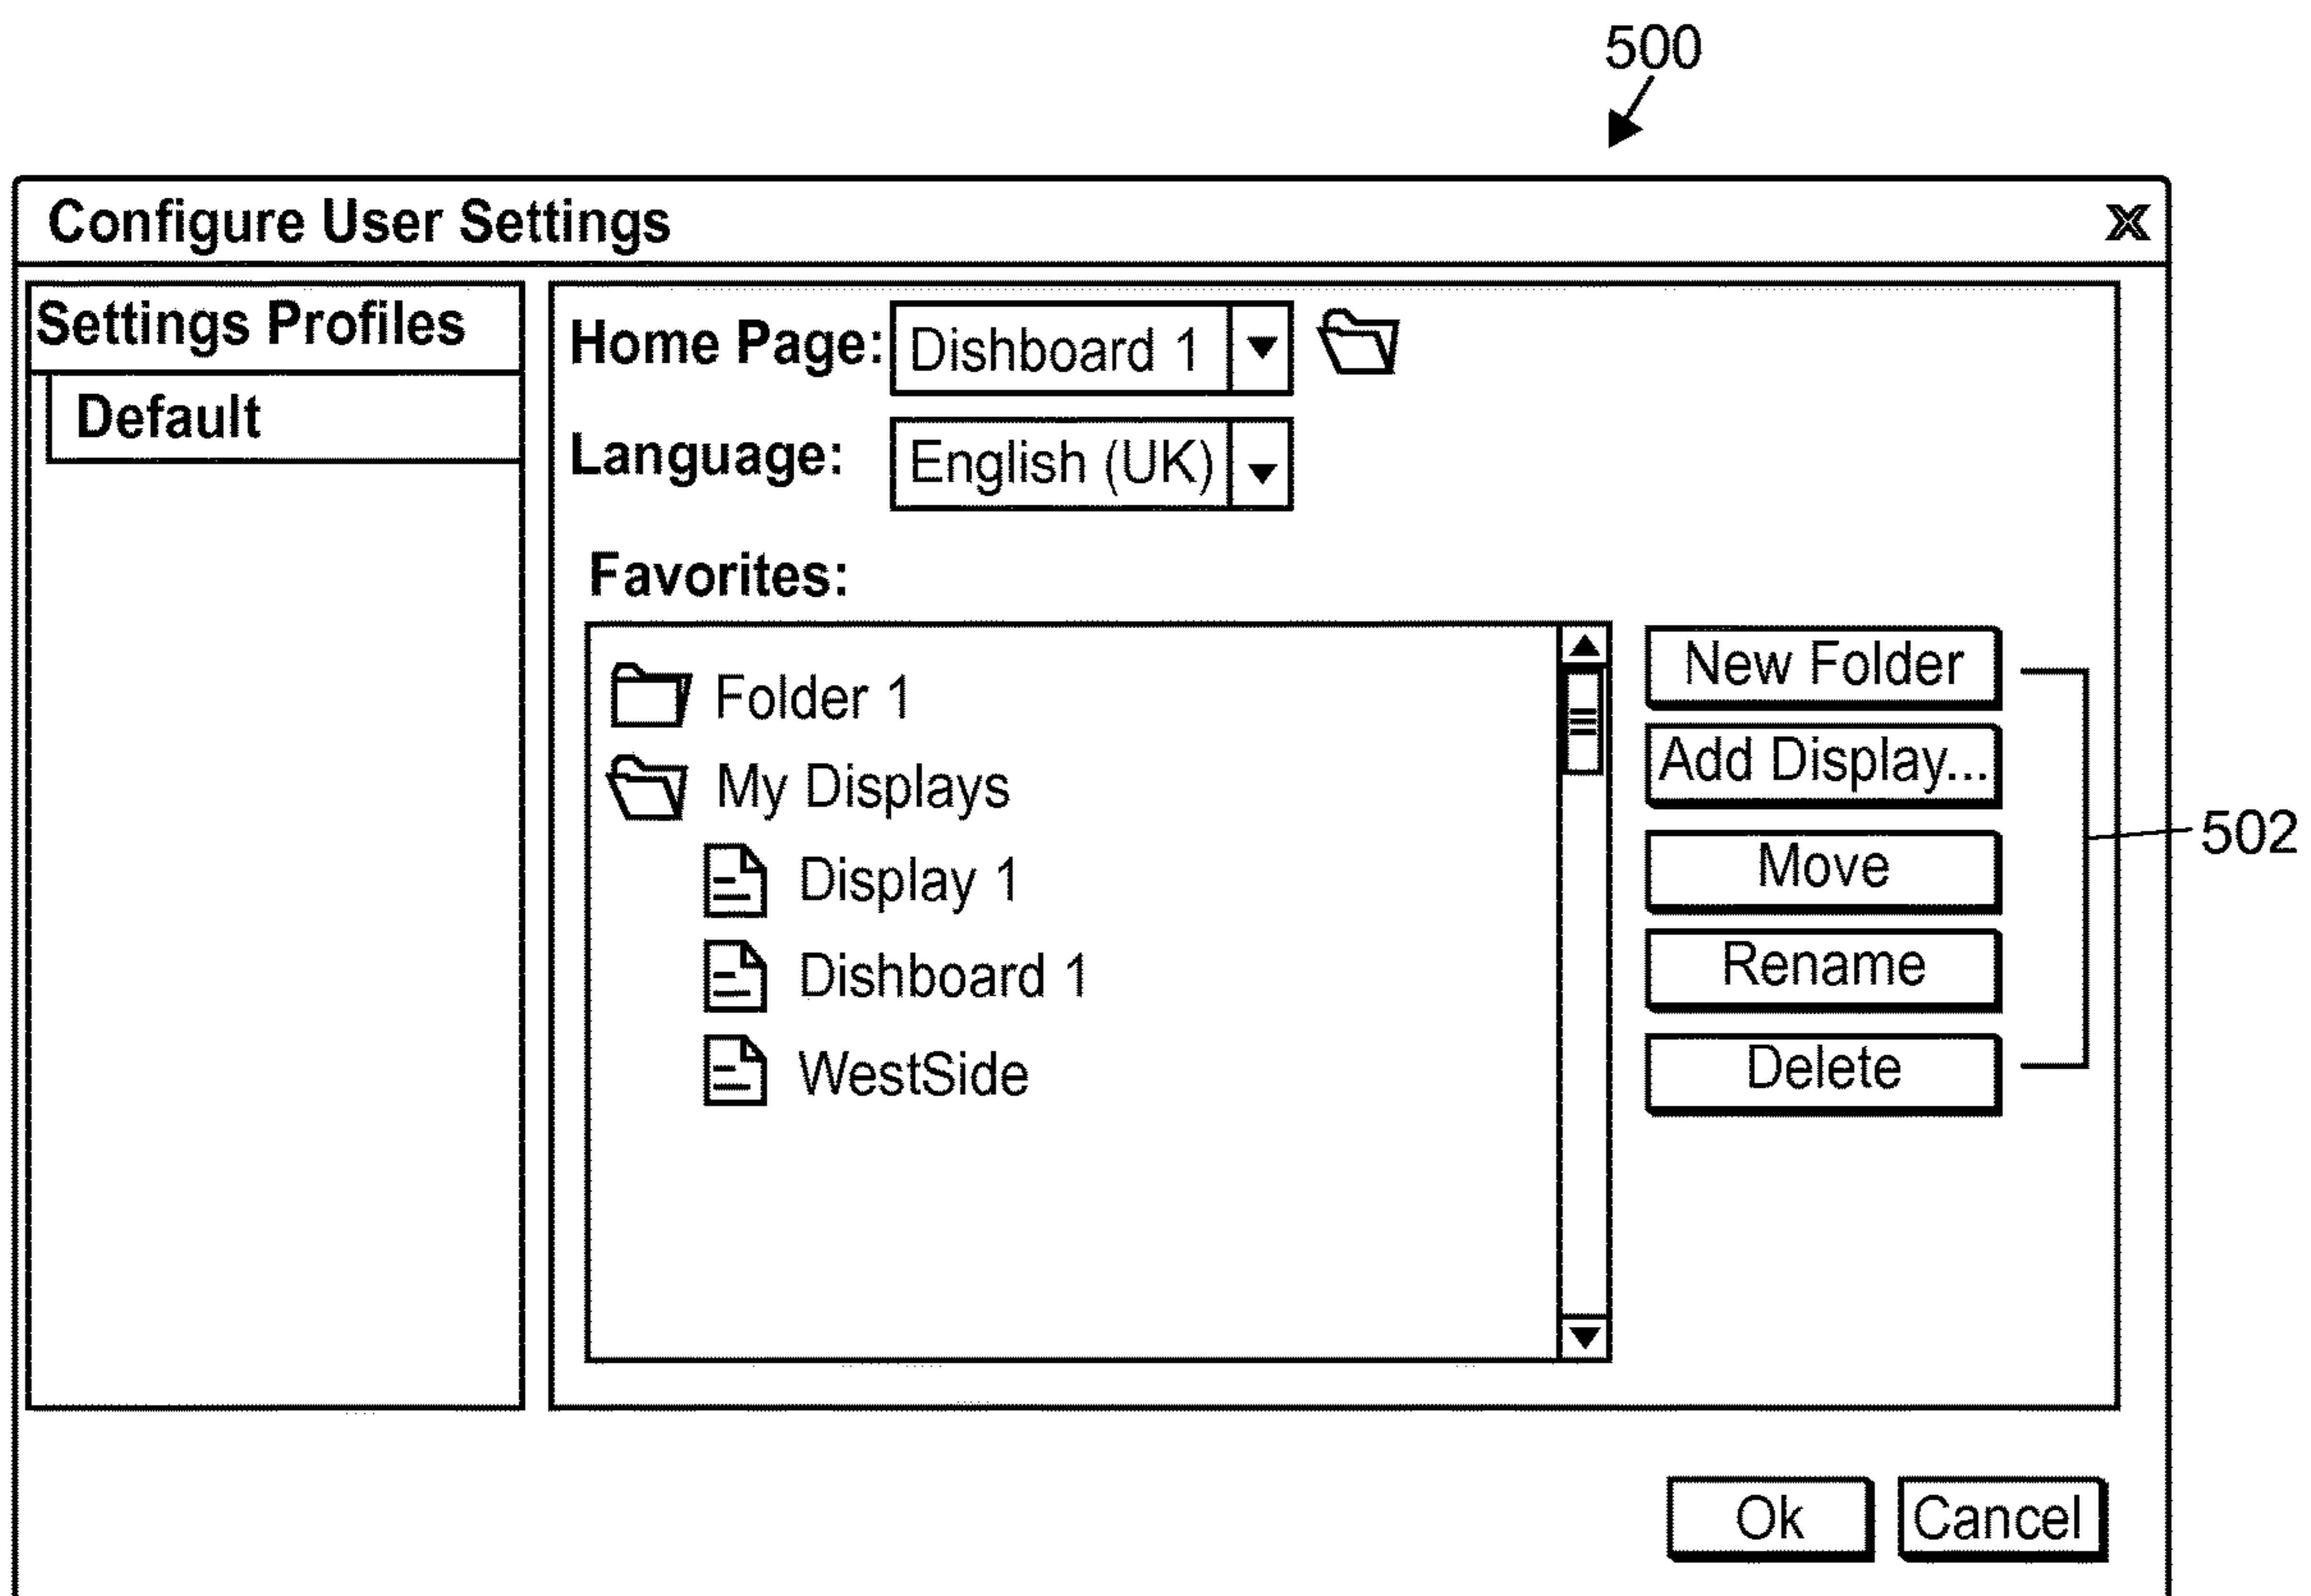 500
Configure User Settings X
Settings Profiles
Default
Home Page: Dishboard 1
Language: English (UK)
Favorites:
Folder 1
My Displays
Display 1
Dishboard 1
WestSide
New Folder
Add Display...
Move
Rename
Delete
502
Ok Cancel